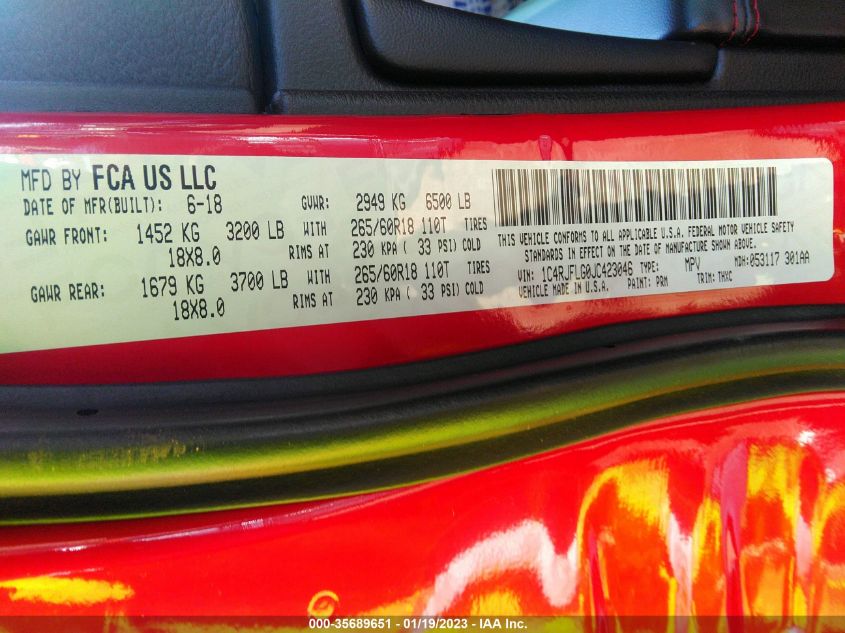 MFD BY FCA US LLC
DATE OF MFR(BUILT): 6-18 GVWR: 2949 KG 6500 LB
GAWR FRONT: 1452 KG 3200 LB WITH 265/60R18 110T TIRES
18X8.0 RIMS AT 230 KPA ( 33 PSI) COLD
GAWR REAR: 1679 KG 3700 LB WITH 265/60R18 110T TIRES
18X8.0 RIMS AT 230 KPA ( 33 PSI) COLD
THIS VEHICLE CONFORMS TO ALL APPLICABLE U.S.A. FEDERAL MOTOR VEHICLE SAFETY
STANDARDS IN EFFECT ON THE DATE OF MANUFACTURE SHOWN ABOVE.
VIN: 1C4RJFLG0JC423046 TYPE: MPV MDH: 053117 301AA
VEHICLE MADE IN U.S.A. PAINT: PRM TRIM: THXC
000-35689651 | 01/19/2023 | IAA Inc.